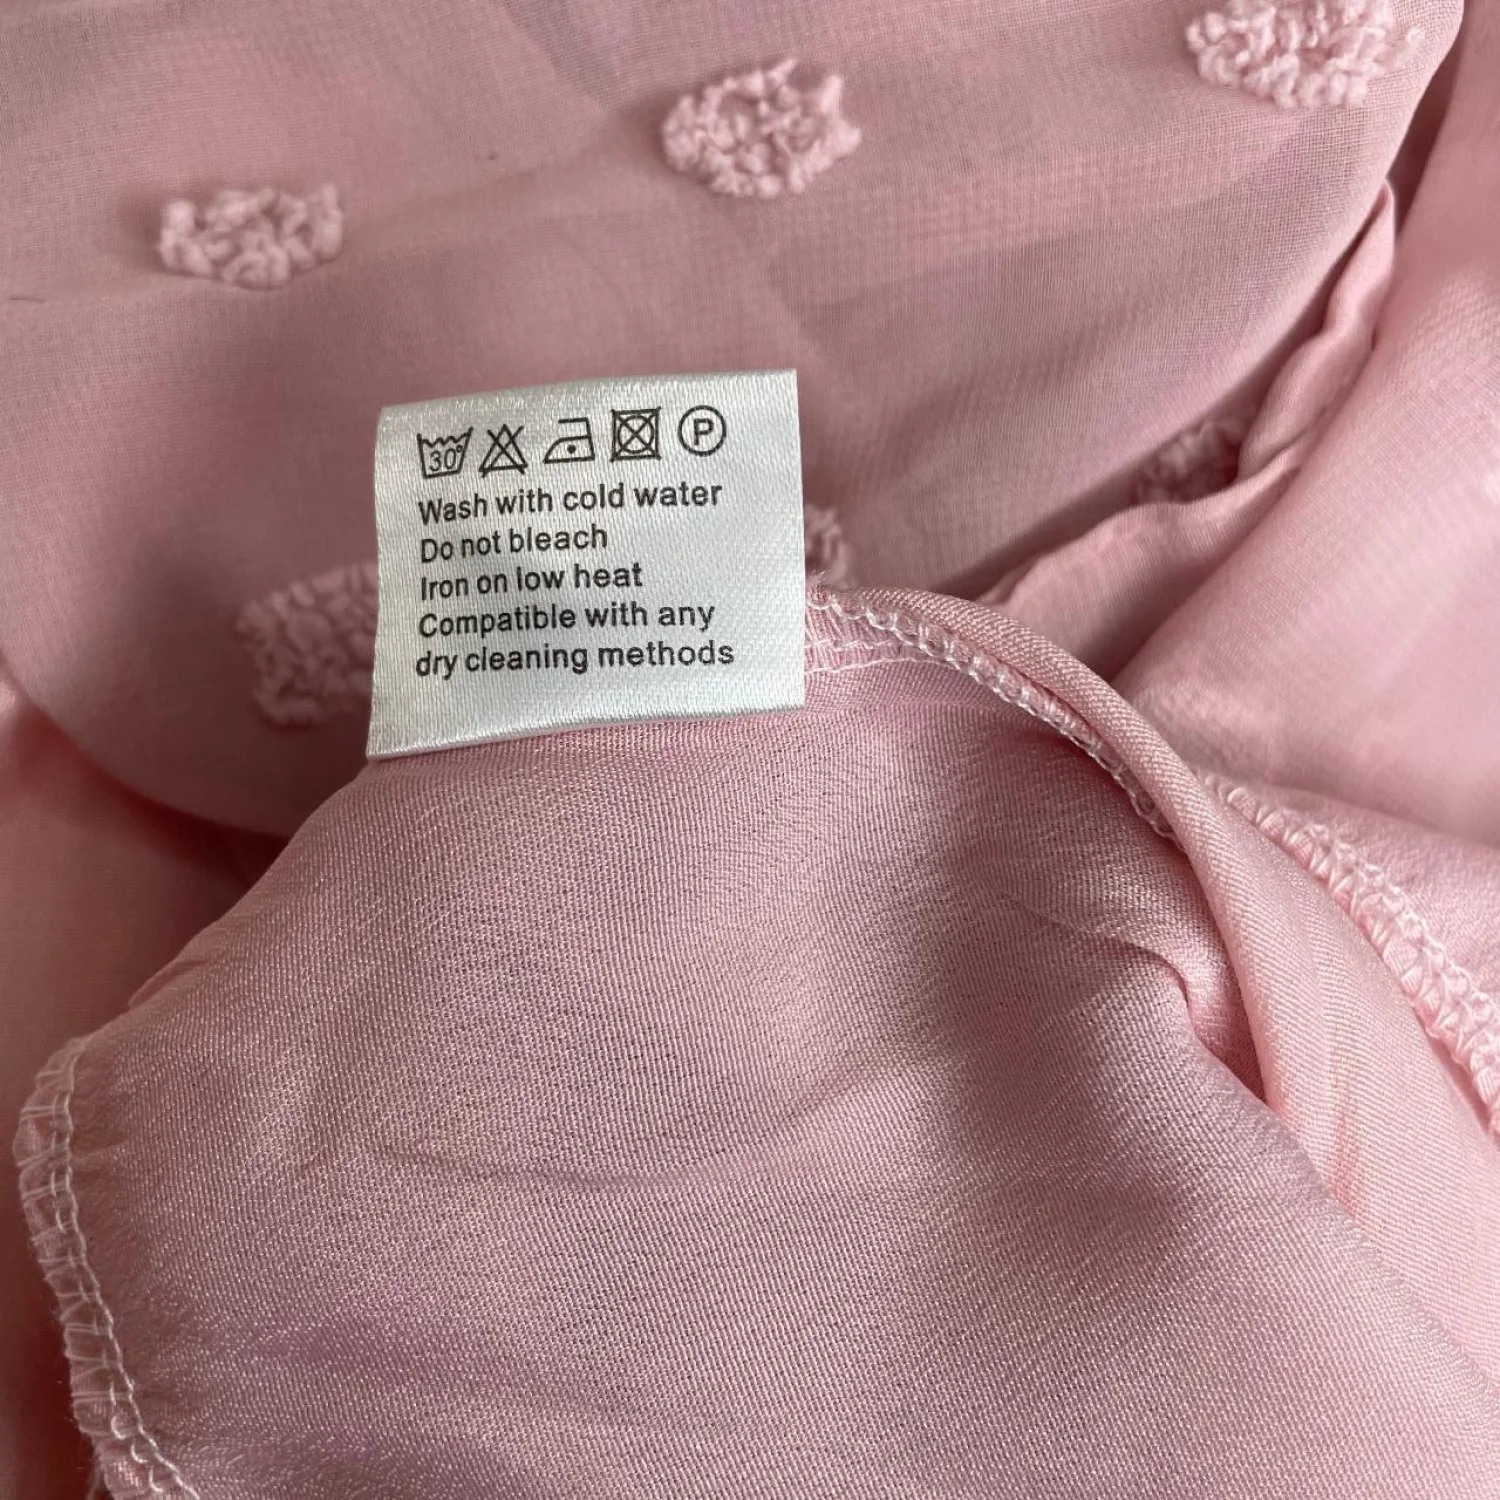 30° P
Wash with cold water
Do not bleach
Iron on low heat
Compatible with any
dry cleaning methods